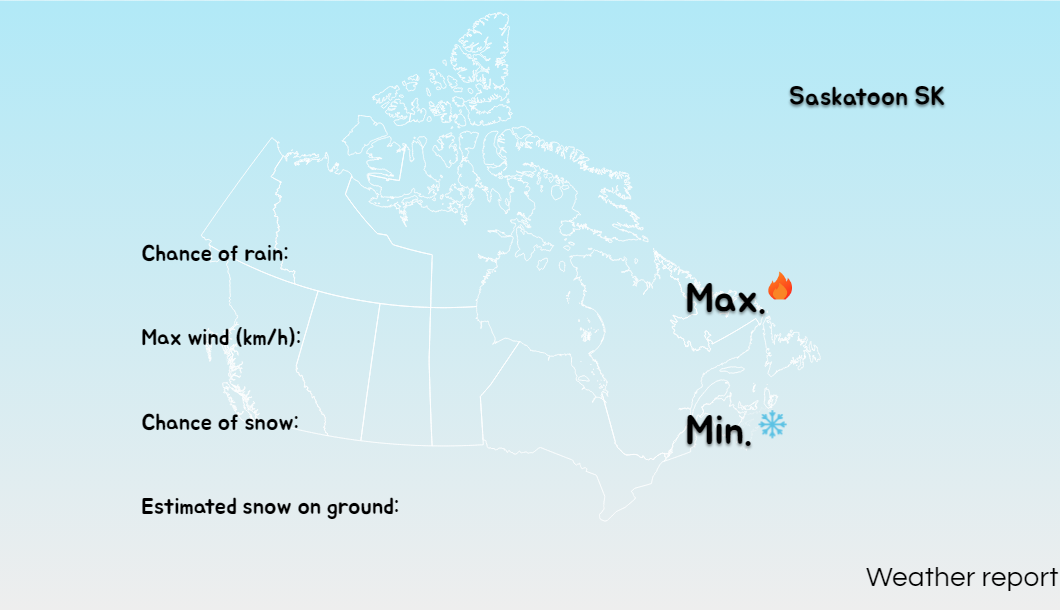 Saskatoon SK
Chance of rain:
Max.
Max wind (km/h):
Chance of snow:
Min.
Estimated snow on ground:
Weather report